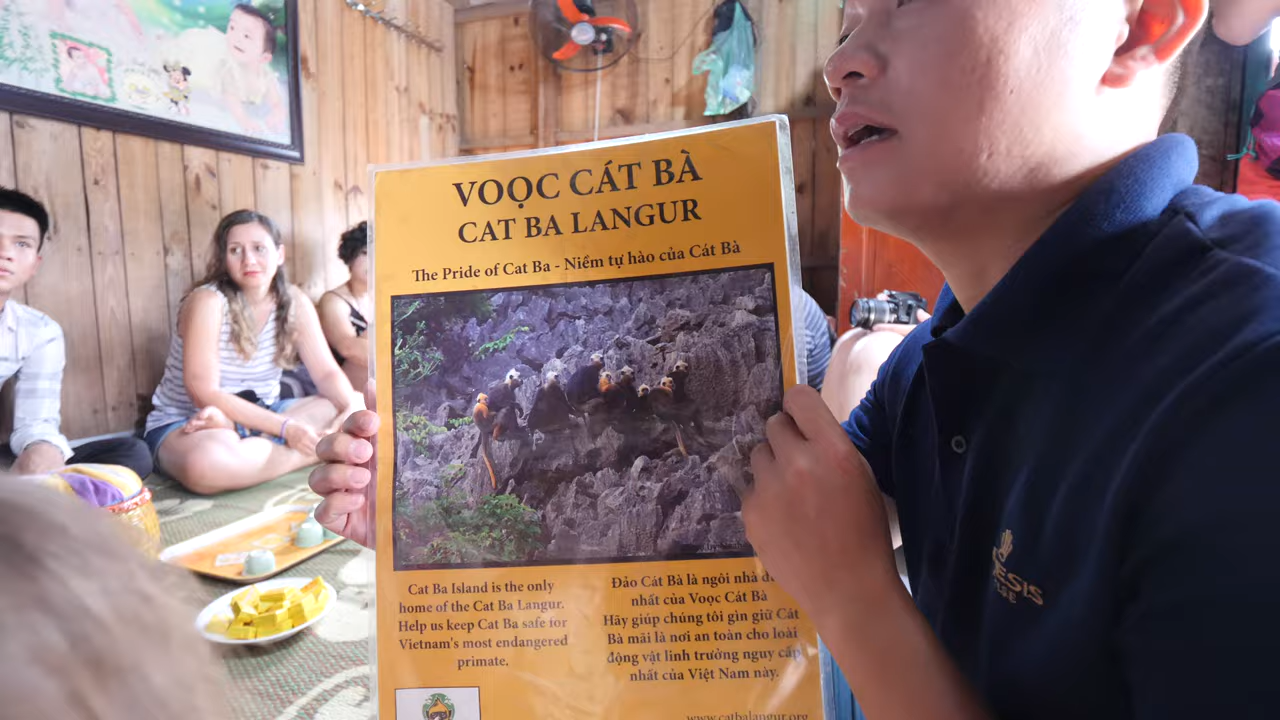 VOỌC CÁT BÀ
CAT BA LANGUR
The Pride of Cat Ba - Niềm tự hào của Cát Bà
Cat Ba Island is the only
home of the Cat Ba Langur.
Help us keep Cat Ba safe for
Vietnam's most endangered
primate.
Đảo Cát Bà là ngôi nhà
nhất của Voọc Cát Bà
Hãy giúp chúng tôi gìn giữ Cát
Bà mãi là nơi an toàn cho loài
động vật linh trưởng nguy cấp
nhất của Việt Nam này.
www.catbalangur.org